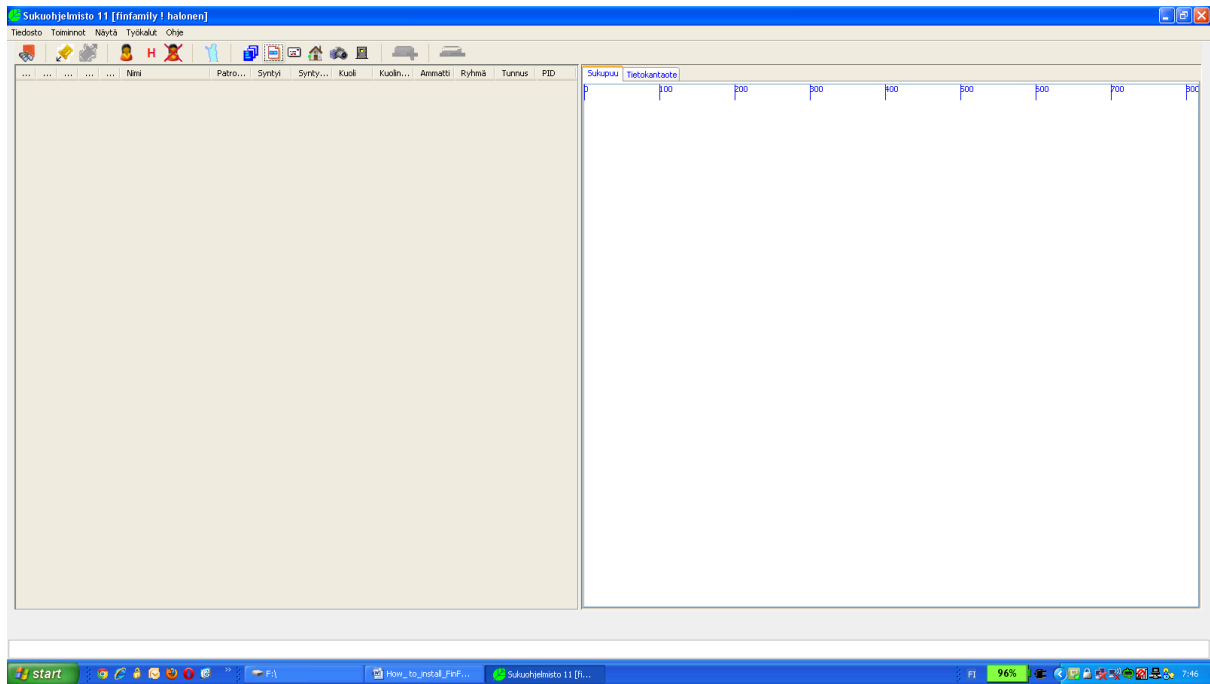 Sukuohjelmisto 11 [finfamily ! halonen]
Tiedosto Toiminnot Näytä Työkalut Ohje
H
... ... ... ... ... Nimi Patro... Syntyi Synty... Kuoli Kuolin... Ammatti Ryhmä Tunnus PID
Sukupuu Tietokantaote
0 100 200 300 400 500 600 700 800
start F:\ How_ to_install_FinF... Sukuohjelmisto 11 [fi... FI 96% 7:46